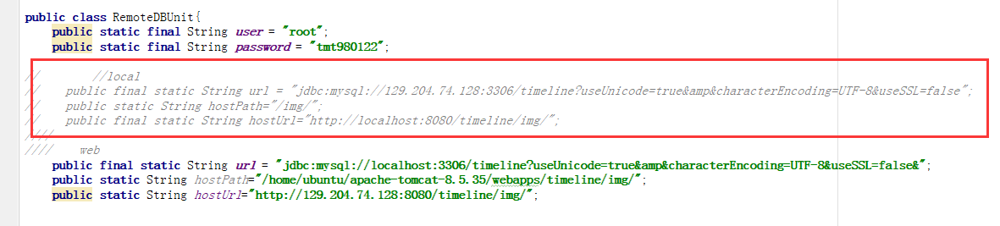 public class RemoteDBUnit{
    public static final String user = "root";
    public static final String password = "tmt980122";
//        //local
//    public final static String url = "jdbc:mysql://129.204.74.128:3306/timeline?useUnicode=true&amp&characterEncoding=UTF-8&useSSL=false";
//    public static String hostPath="/img/";
//    public final static String hostUrl="http://localhost:8080/timeline/img/";
////
////    web
    public final static String url = "jdbc:mysql://localhost:3306/timeline?useUnicode=true&amp&characterEncoding=UTF-8&useSSL=false&";
    public static String hostPath="/home/ubuntu/apache-tomcat-8.5.35/webapps/timeline/img/";
    public static String hostUrl="http://129.204.74.128:8080/timeline/img/";